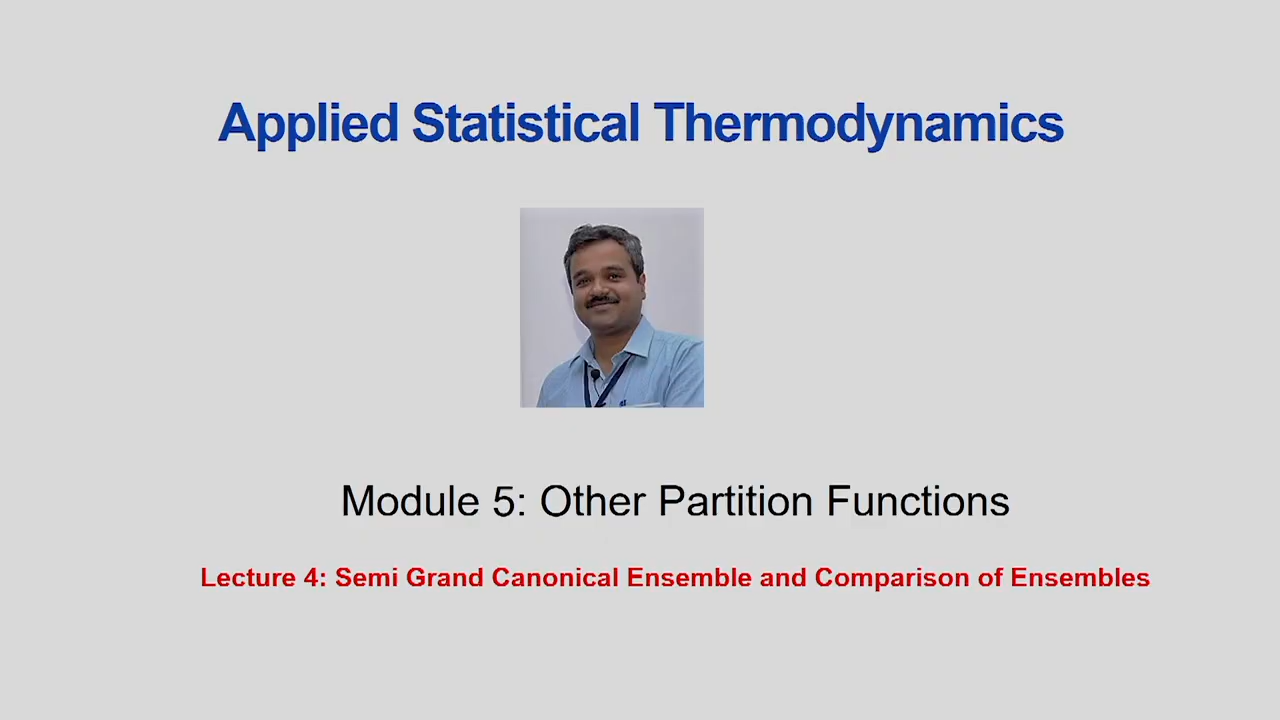 Applied Statistical Thermodynamics
Module 5: Other Partition Functions
Lecture 4: Semi Grand Canonical Ensemble and Comparison of Ensembles